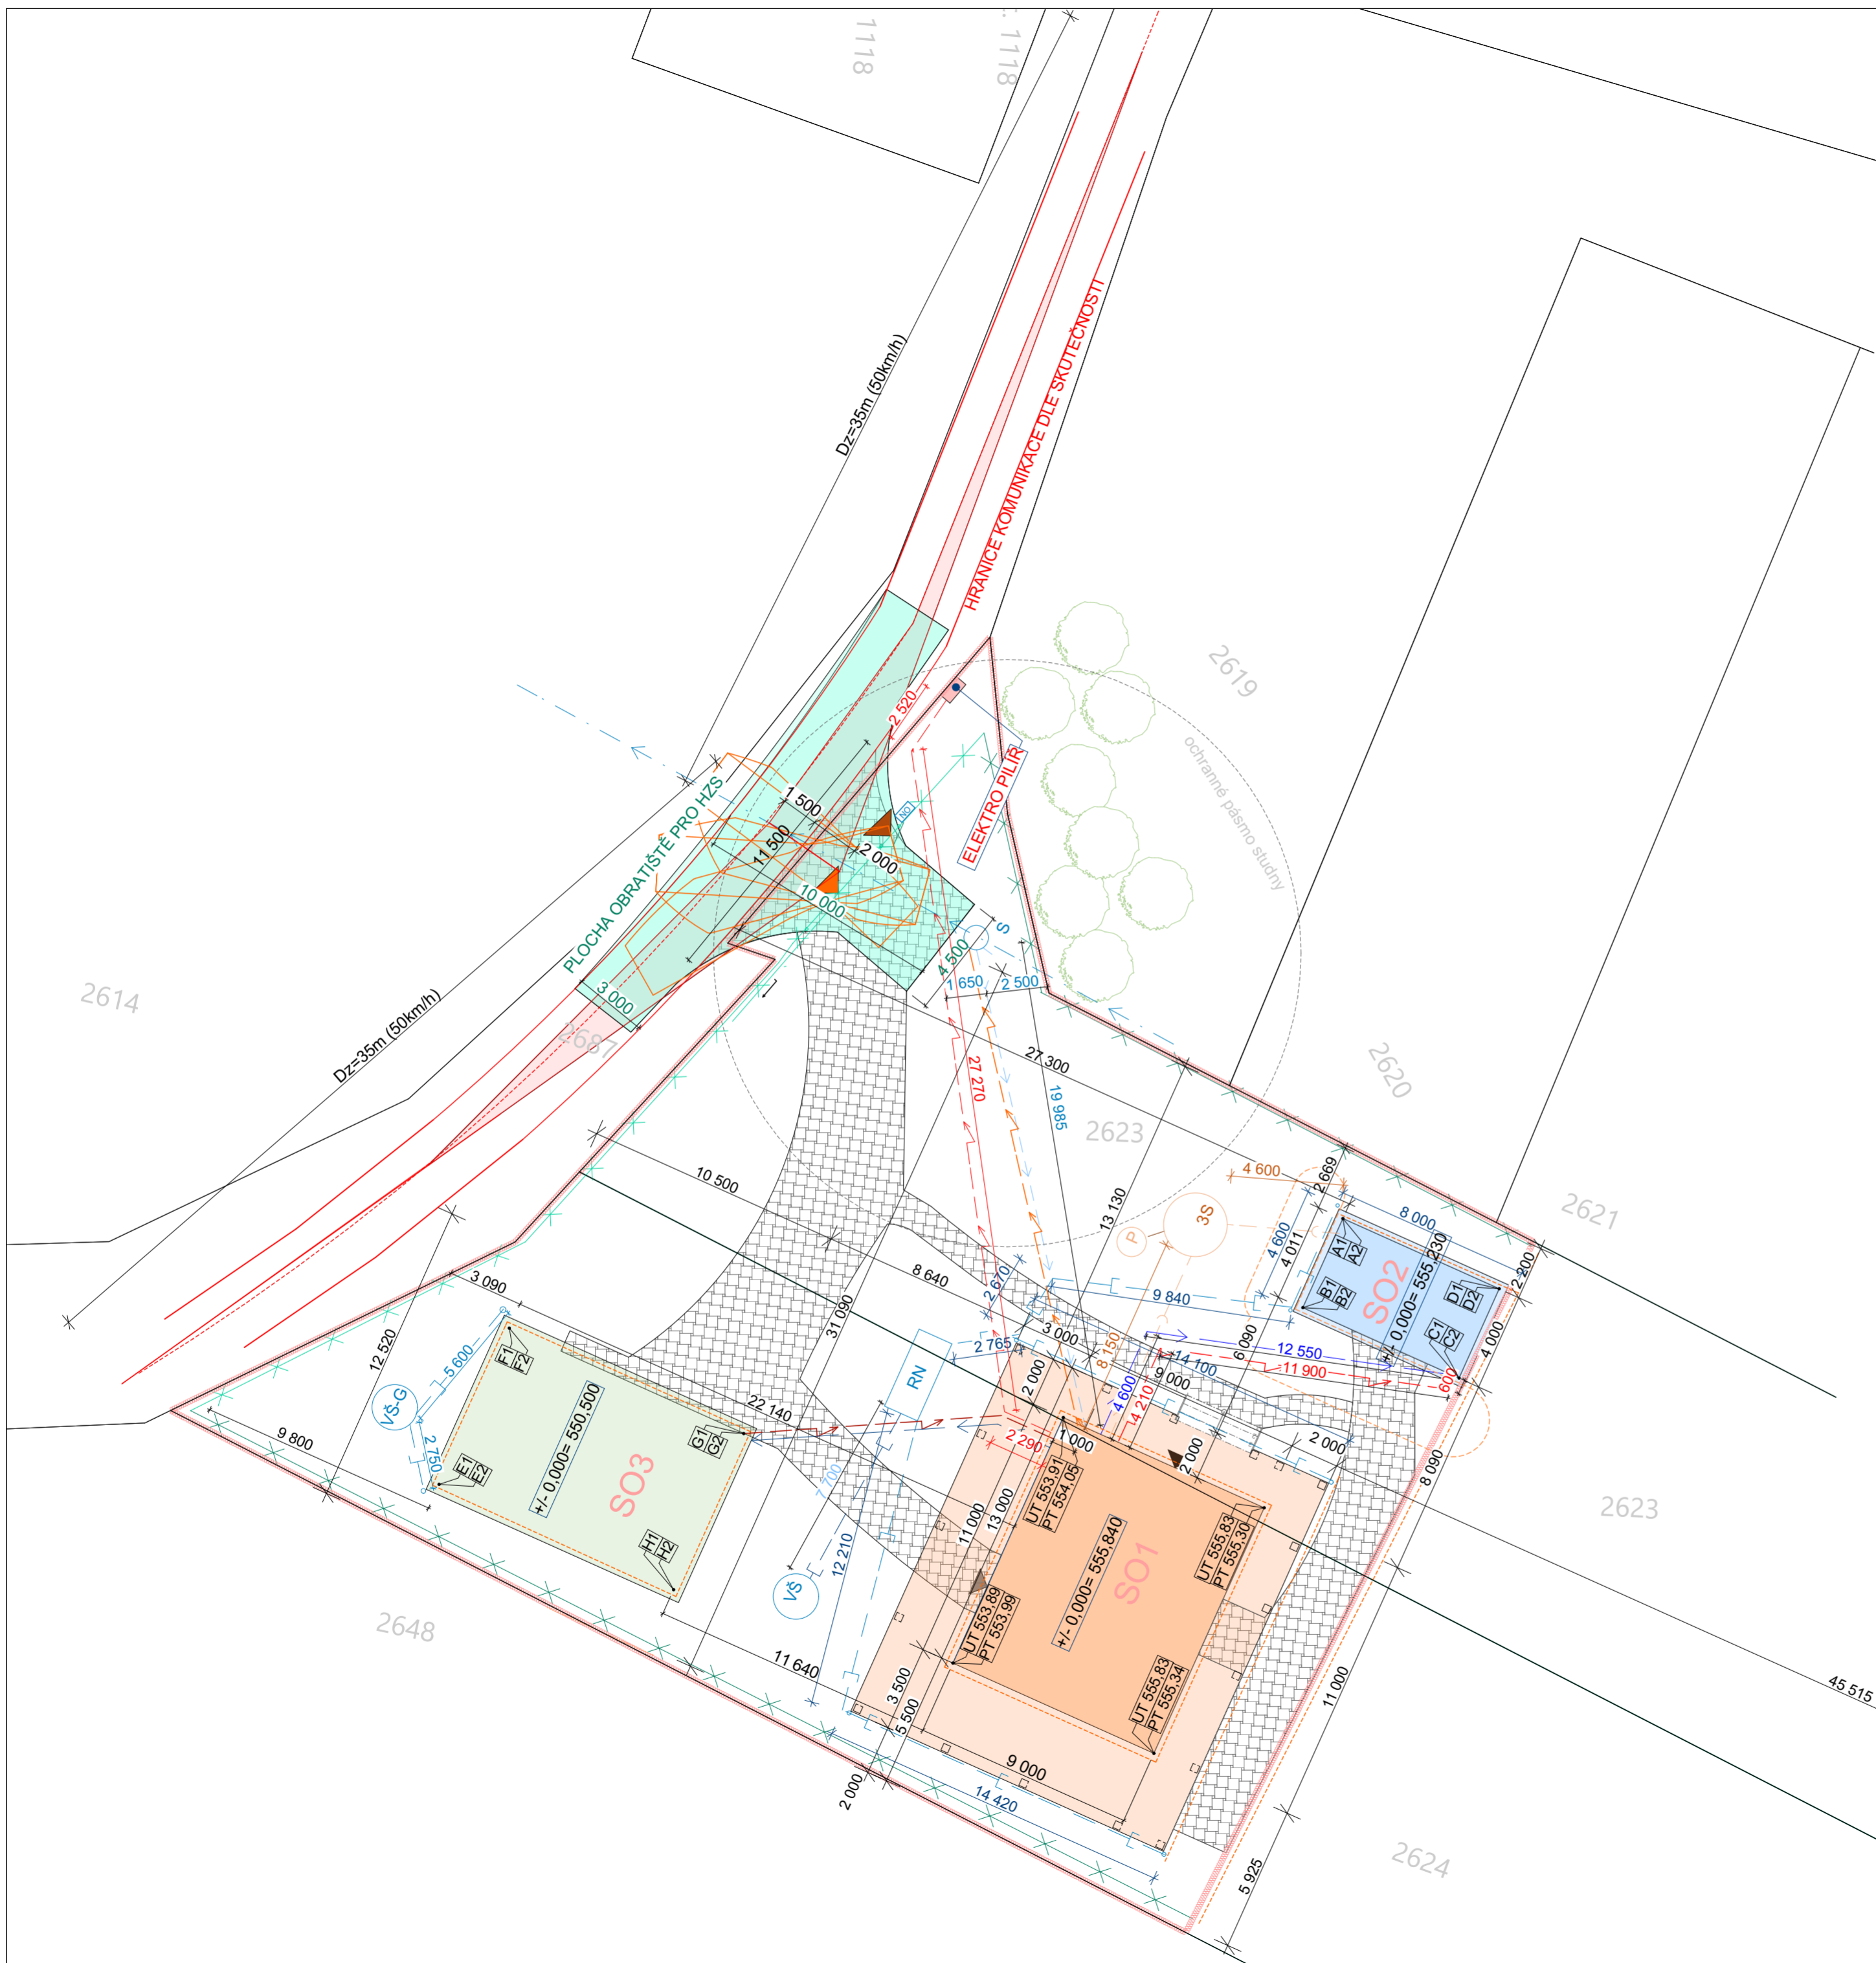 1118
č. 1118
Dz=35m (50km/h)
HRANICE KOMUNIKACE DLE SKUTEČNOSTI
2619
ochranné pásmo studny
2 520
ELEKTRO PILÍŘ
PLOCHA OBRATIŠTĚ PRO HZS
1 500
11 500
2 000
10 000
4 500
S
1 650
2 500
3 000
2614
2687
Dz=35m (50km/h)
27 300
27 270
19 985
2623
2620
2621
10 500
13 130
4 600
2 669
3S
P
8 000
4 600
4 011
A1
A2
B1
B2
SO2
+/- 0,000= 555,230
D1
D2
C1
C2
2 200
4 000
3 090
8 640
2 670
9 840
31 090
12 520
5 600
F1
F2
VŠ-G
2 750
9 800
E1
E2
+/- 0,000= 550,500
SO3
G1
G2
H1
H2
22 140
RN
2 765
3 000
8 150
6 090
12 550
11 900
14 100
9 000
600
2 000
4 600
14 210
2 290
1 000
2 000
2 000
8 090
7 700
12 210
VŠ
11 000
13 000
UT 553,91
PT 554,05
+/- 0,000= 555,840
SO1
UT 555,83
PT 555,30
UT 553,89
PT 553,99
UT 555,83
PT 555,34
2623
2648
11 640
3 500
5 500
2 000
9 000
14 420
11 000
45 515
2624
5 925